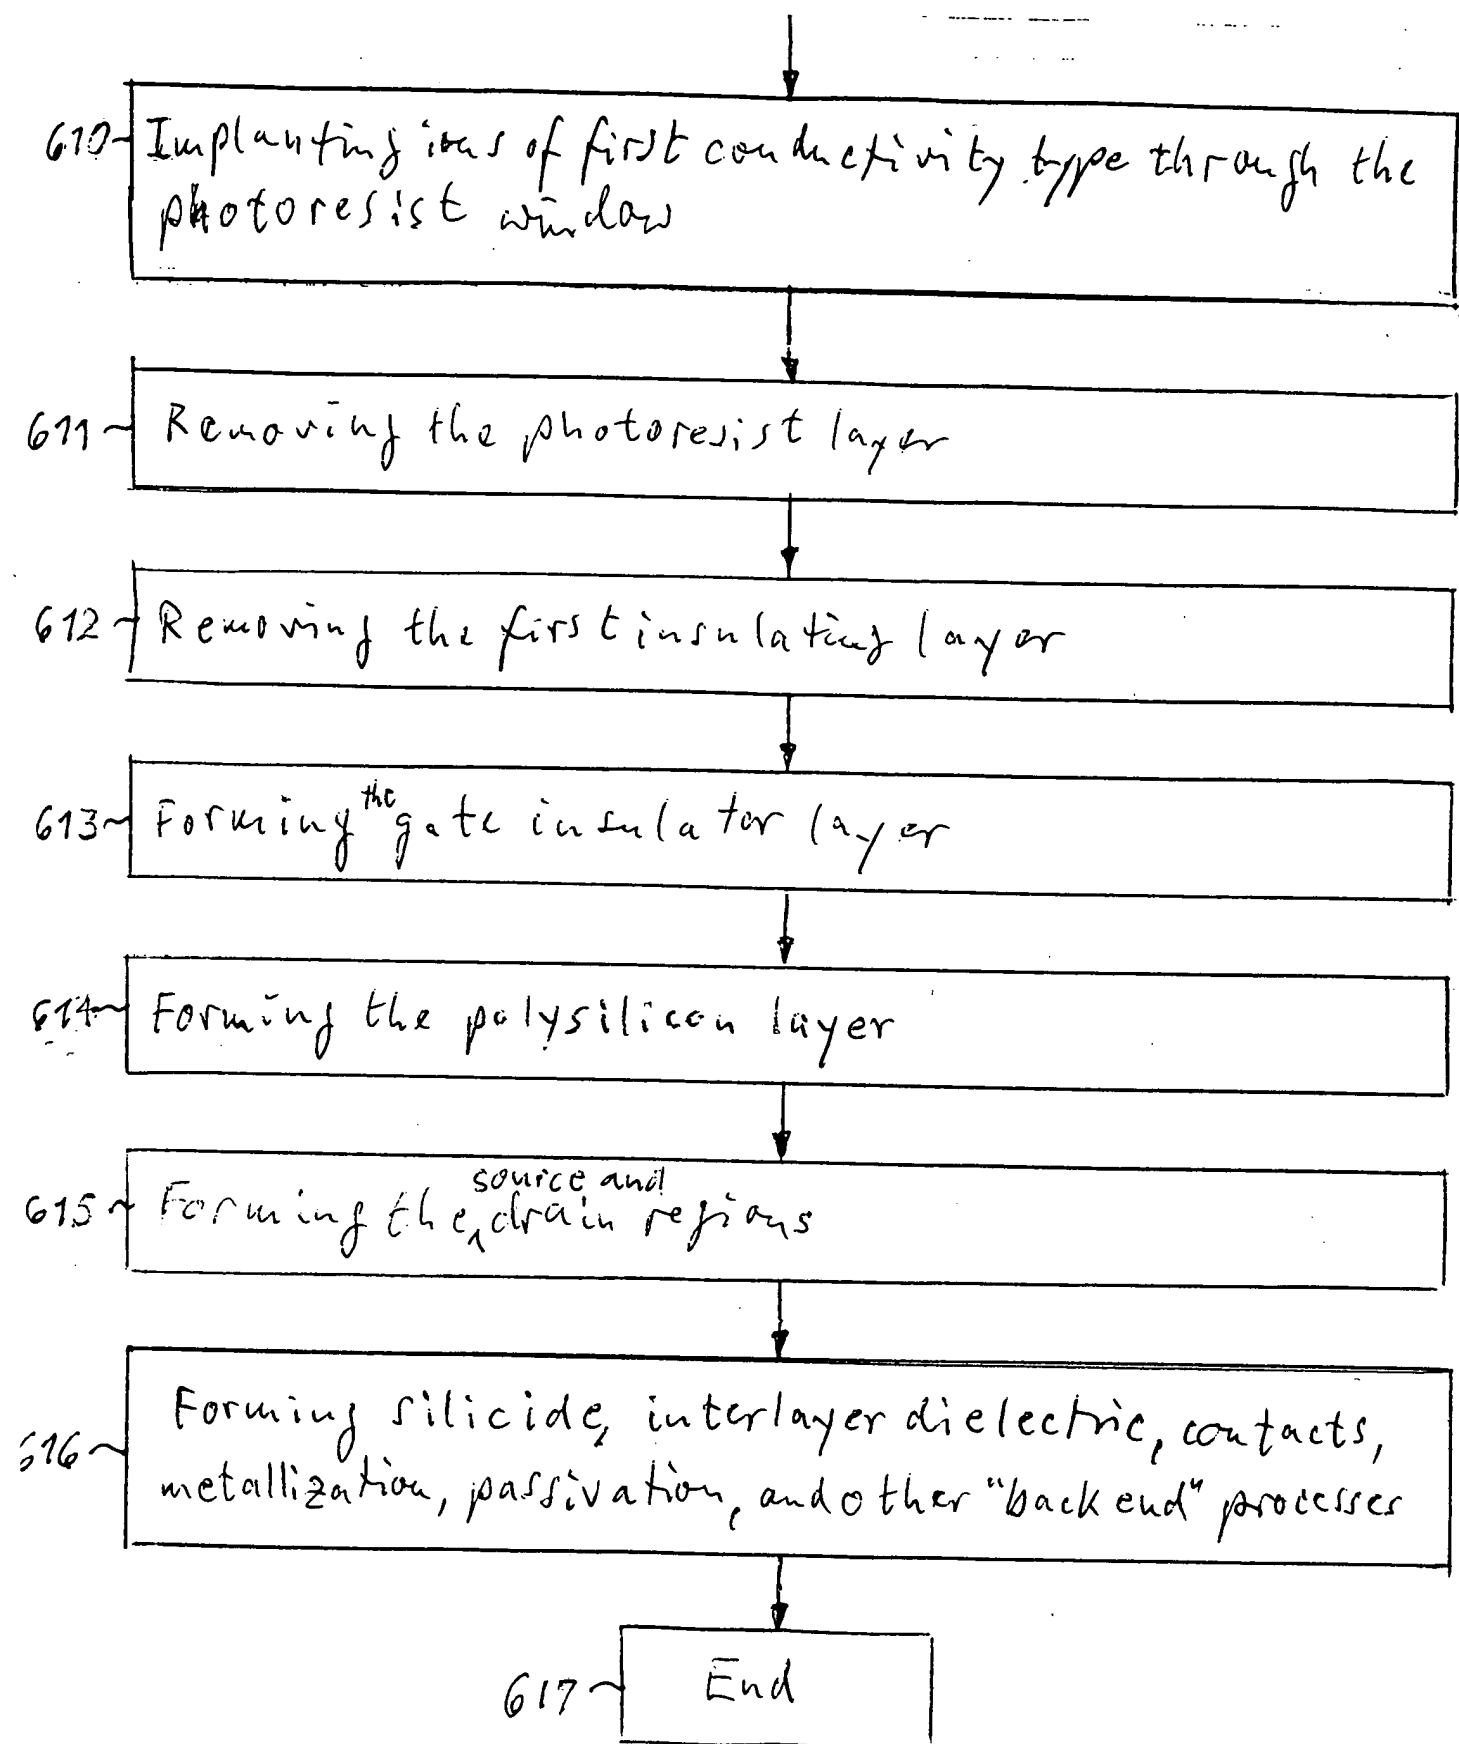 610 Implanting ions of first conductivity type through the
photoresist window
611 Removing the photoresist layer
612 Removing the first insulating layer
613 Forming the gate insulator layer
614 Forming the polysilicon layer
615 Forming the source and drain regions
616 Forming silicide, interlayer dielectric, contacts,
metallization, passivation, and other "back end" processes
617 End